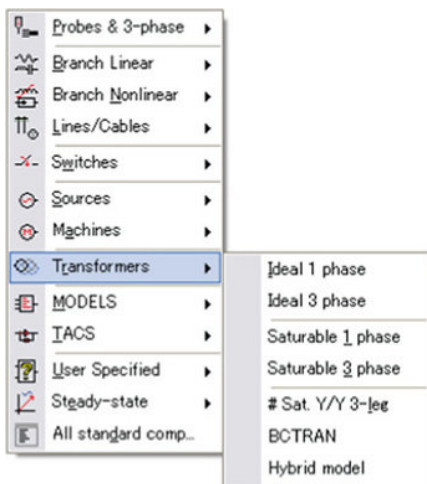 Probes & 3-phase
Branch Linear
Branch Nonlinear
Lines/Cables
Switches
Sources
Machines
Transformers
MODELS
TACS
User Specified
Steady-state
All standard comp...
Ideal 1 phase
Ideal 3 phase
Saturable 1 phase
Saturable 3 phase
# Sat. Y/Y 3-leg
BCTRAN
Hybrid model